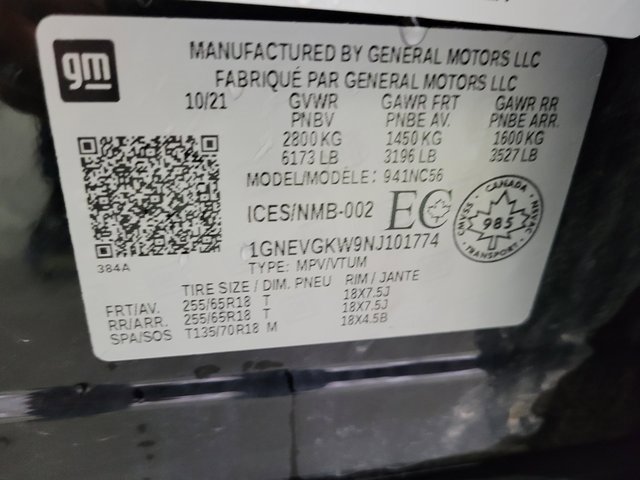 gm
MANUFACTURED BY GENERAL MOTORS LLC
FABRIQUÉ PAR GENERAL MOTORS LLC
10/21 GVWR GAWR FRT GAWR RR
PNBV PNBE AV. PNBE ARR.
2800 KG 1450 KG 1600 KG
6173 LB 3196 LB 3527 LB
MODEL/MODÈLE: 941NC56
ICES/NMB-002 EC
CANADA
985
TRANSPORT
1GNEVGKW9NJ101774
384A
TYPE: MPV/VTUM
TIRE SIZE / DIM. PNEU RIM / JANTE
FRT/AV. 255/65R18 T 18X7.5J
RR/ARR. 255/65R18 T 18X7.5J
SPA/SOS T135/70R18 M 18X4.5B